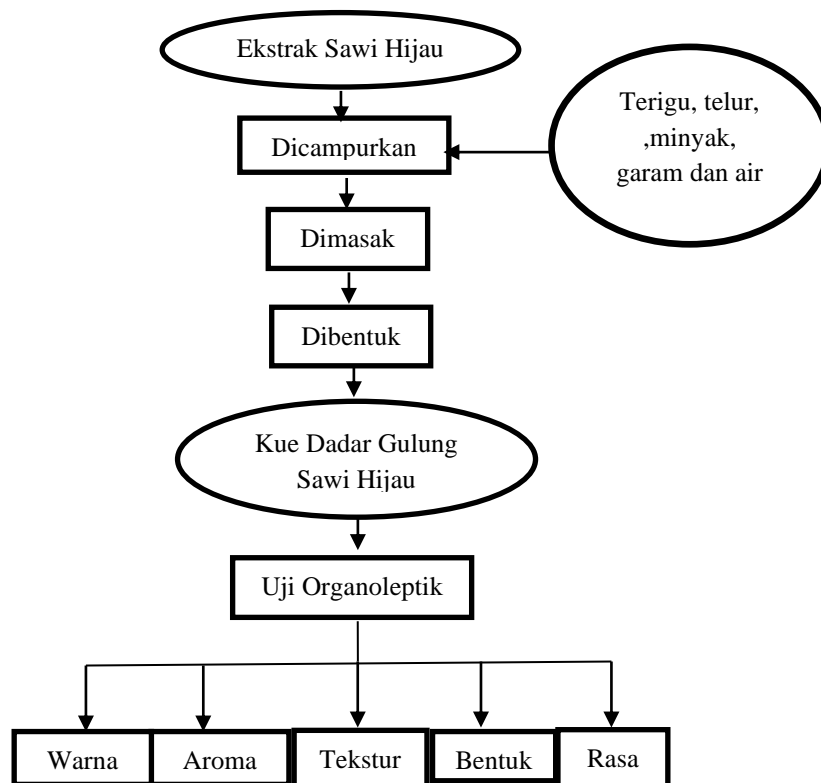 Ekstrak Sawi Hijau
Terigu, telur,
,minyak,
garam dan air
Dicampurkan
Dimasak
Dibentuk
Kue Dadar Gulung
Sawi Hijau
Uji Organoleptik
Warna
Aroma
Tekstur
Bentuk
Rasa